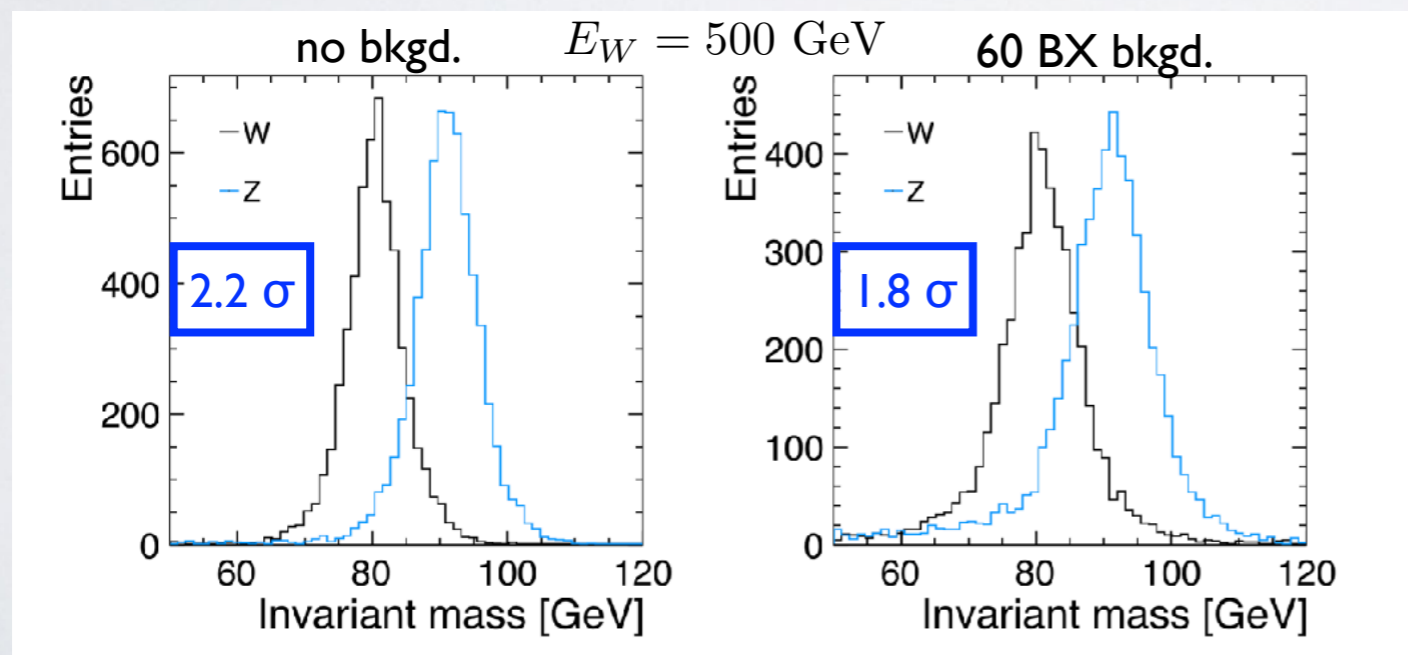 no bkgd.
E_W = 500 GeV
60 BX bkgd.
Entries
600
400
200
0
W
Z
2.2 σ
60
80
100
120
Invariant mass [GeV]
Entries
400
300
200
100
0
W
Z
1.8 σ
60
80
100
120
Invariant mass [GeV]